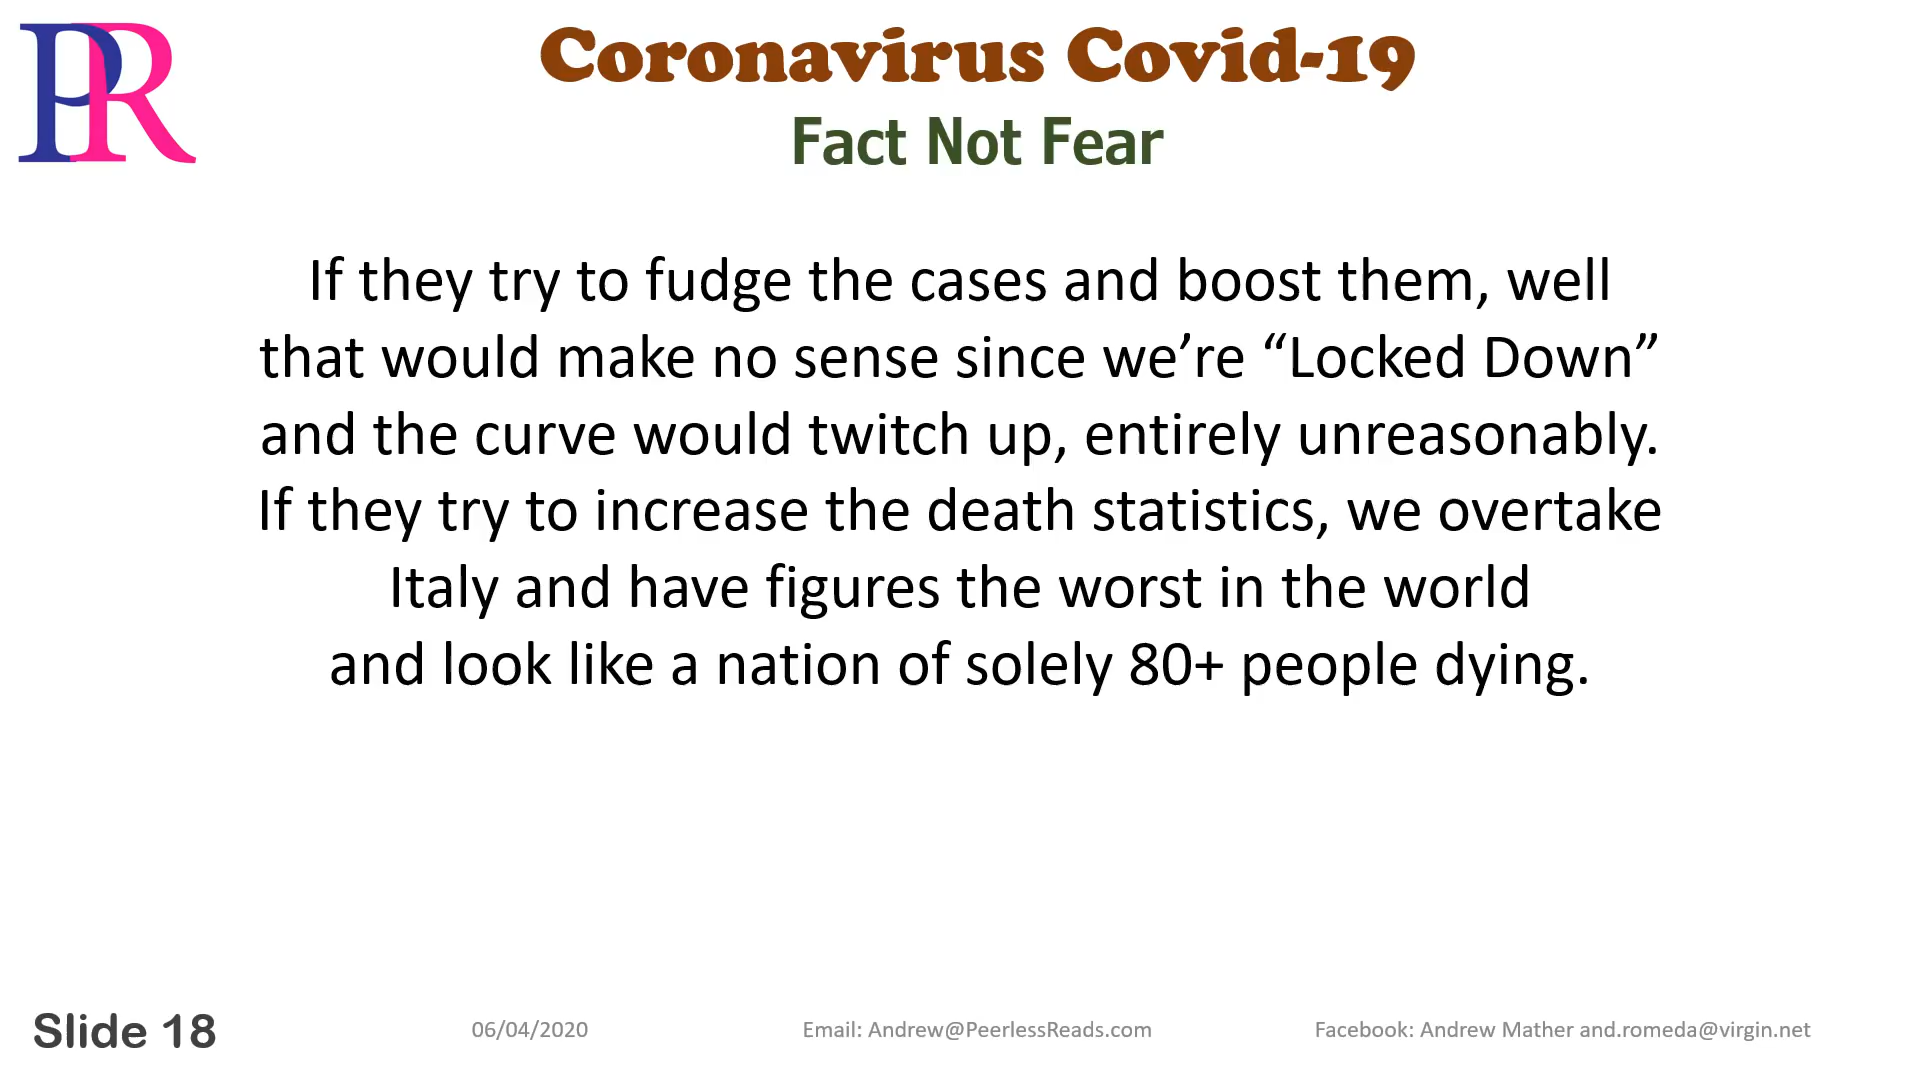 PR
Coronavirus Covid-19
Fact Not Fear
If they try to fudge the cases and boost them, well
that would make no sense since we’re “Locked Down”
and the curve would twitch up, entirely unreasonably.
If they try to increase the death statistics, we overtake
Italy and have figures the worst in the world
and look like a nation of solely 80+ people dying.
Slide 18
06/04/2020
Email: Andrew@PeerlessReads.com
Facebook: Andrew Mather and.romeda@virgin.net